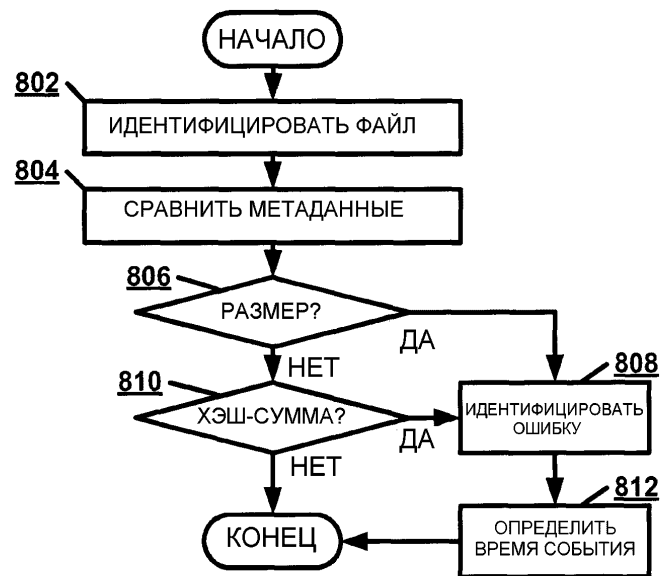 НАЧАЛО
802
ИДЕНТИФИЦИРОВАТЬ ФАЙЛ
804
СРАВНИТЬ МЕТАДАННЫЕ
806
РАЗМЕР?
ДА
НЕТ
808
ИДЕНТИФИЦИРОВАТЬ
ОШИБКУ
810
ХЭШ-СУММА?
ДА
НЕТ
812
ОПРЕДЕЛИТЬ
ВРЕМЯ СОБЫТИЯ
КОНЕЦ